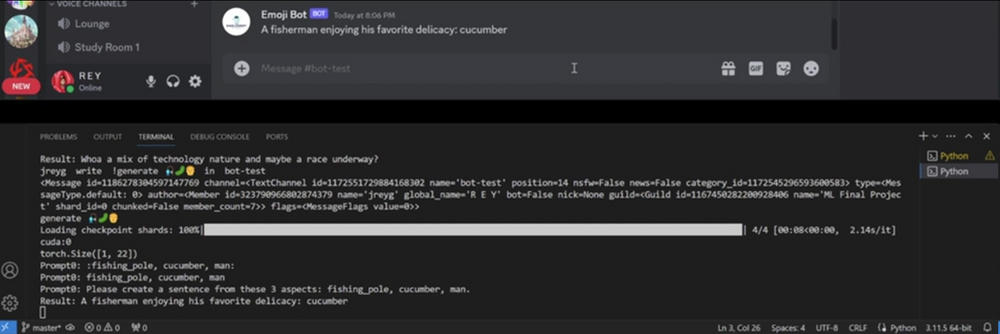 VOICE CHANNELS
Lounge
Study Room 1
NEW
R E Y
Online
Emoji Bot BOT Today at 8:06 PM
A fisherman enjoying his favorite delicacy: cucumber
Message #bot-test
GIF
PROBLEMS OUTPUT TERMINAL DEBUG CONSOLE PORTS
Result: Whoa a mix of technology nature and maybe a race underway?
jreyg write !generate 🎣🥒👨 in bot-test
<Message id=1186278304597147769 channel=<TextChannel id=1172551729884168302 name='bot-test' position=14 nsfw=False news=False category_id=1172545296593600583> type=<Mes
sageType.default: 0> author=<Member id=323790966802874379 name='jreyg' global_name='R E Y' bot=False nick=None guild=<Guild id=1167450282200928406 name='ML Final Projec
t' shard_id=0 chunked=False member_count=7>> flags=<MessageFlags value=0>>
generate 🎣🥒👨
Loading checkpoint shards: 100%| | 4/4 [00:08<00:00, 2.14s/it]
cuda:0
torch.Size([1, 22])
Prompt0: :fishing_pole, cucumber, man:
Prompt0: fishing_pole, cucumber, man
Prompt0: Please create a sentence from these 3 aspects: fishing_pole, cucumber, man.
Result: A fisherman enjoying his favorite delicacy: cucumber
Python
Python
master* 0 0 0 Ln 3, Col 26 Spaces: 4 UTF-8 CRLF Python 3.11.5 64-bit